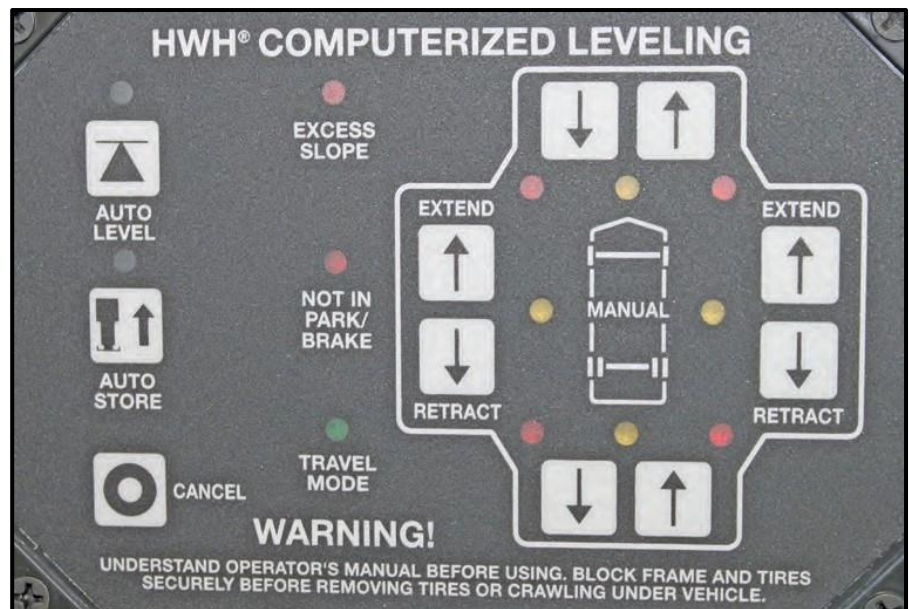 HWH® COMPUTERIZED LEVELING
EXCESS
SLOPE
AUTO
LEVEL
EXTEND
EXTEND
NOT IN
PARK/
BRAKE
MANUAL
AUTO
STORE
RETRACT
RETRACT
TRAVEL
MODE
CANCEL
WARNING!
UNDERSTAND OPERATOR'S MANUAL BEFORE USING. BLOCK FRAME AND TIRES
SECURELY BEFORE REMOVING TIRES OR CRAWLING UNDER VEHICLE.